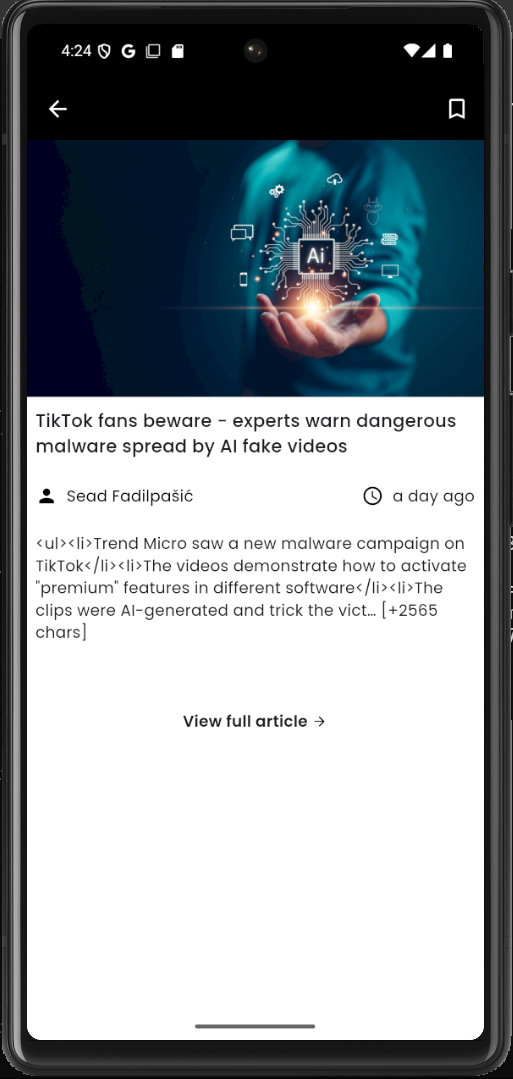 4:24
Ai
TikTok fans beware - experts warn dangerous
malware spread by AI fake videos
Sead Fadilpašić
a day ago
<ul><li>Trend Micro saw a new malware campaign on
TikTok</li><li>The videos demonstrate how to activate
"premium" features in different software</li><li>The
clips were AI-generated and trick the vict… [+2565
chars]
View full article →